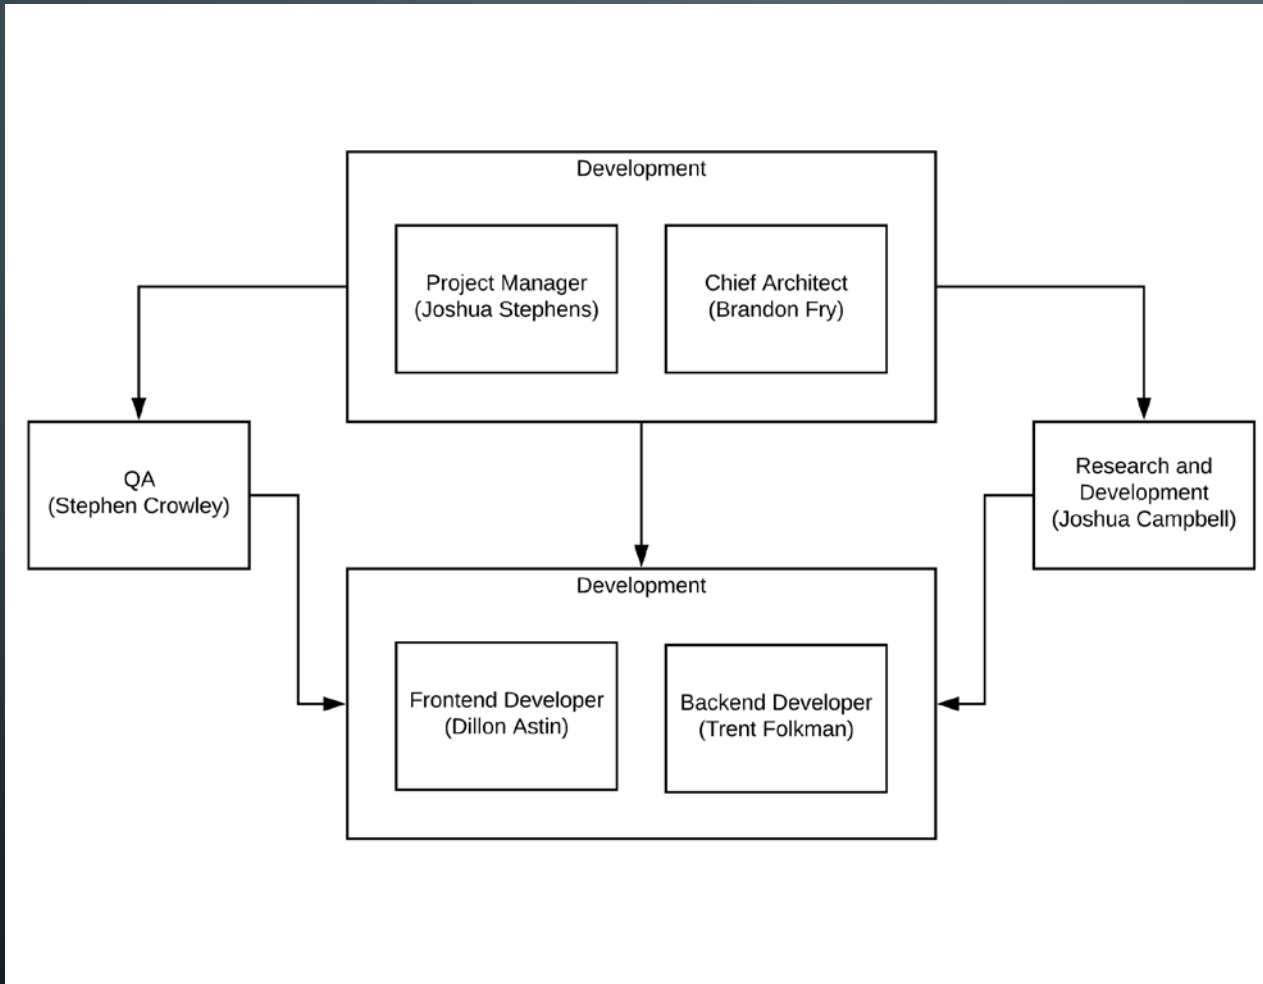 Development
Project Manager
(Joshua Stephens)
Chief Architect
(Brandon Fry)
QA
(Stephen Crowley)
Research and
Development
(Joshua Campbell)
Development
Frontend Developer
(Dillon Astin)
Backend Developer
(Trent Folkman)